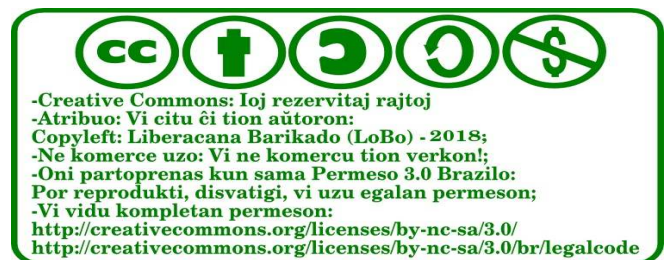 cc
$
-Creative Commons: Ioj rezervitaj rajtoj
-Atribuo: Vi citu ĉi tion aŭtoron:
Copyleft: Liberacana Barikado (LoBo) - 2018;
-Ne komerce uzo: Vi ne komercu tion verkon!;
-Oni partoprenas kun sama Permeso 3.0 Brazilo:
Por reprodukti, disvatigi, vi uzu egalan permeson;
-Vi vidu kompletan permeson:
http://creativecommons.org/licenses/by-nc-sa/3.0/
http://creativecommons.org/licenses/by-nc-sa/3.0/br/legalcode